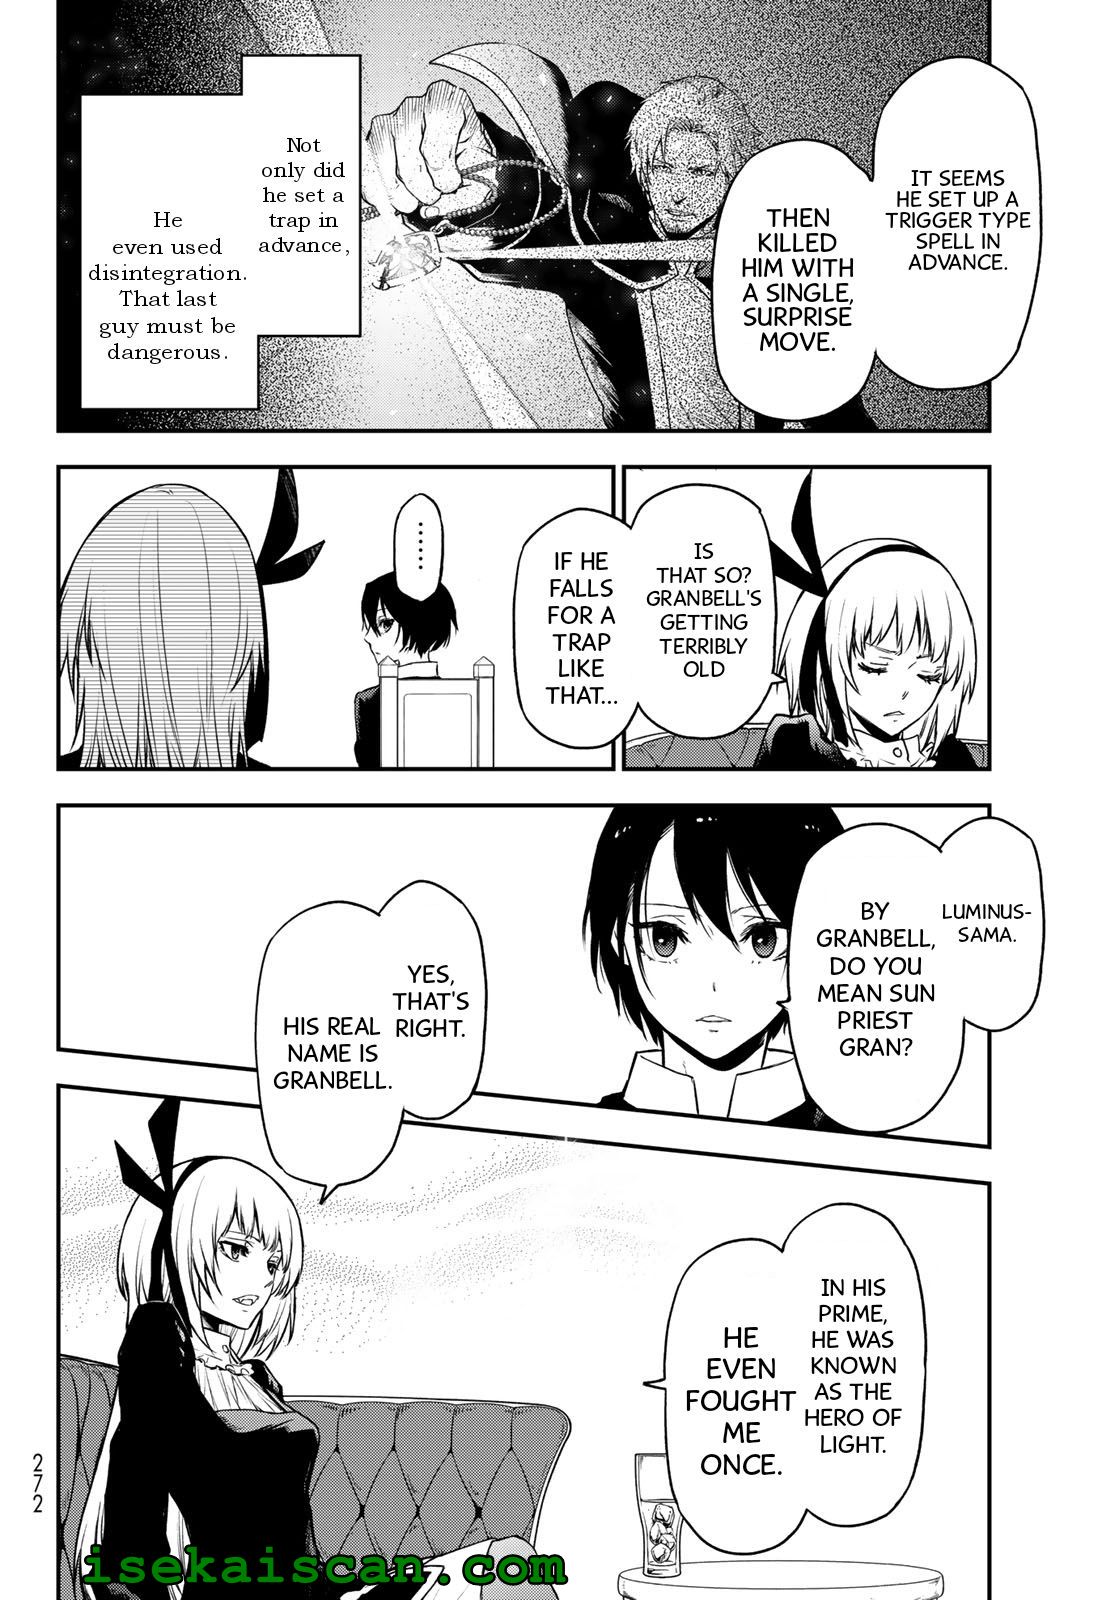 IT SEEMS
HE SET UP A
TRIGGER TYPE
SPELL IN
ADVANCE.
THEN
KILLED
HIM WITH
A SINGLE,
SURPRISE
MOVE.
Not
only did
he set a
trap in
advance,
He
even used
disintegration.
That last
guy must be
dangerous.
IS
THAT SO?
GRANBELL'S
GETTING
TERRIBLY
OLD
IF HE
FALLS
FOR A
TRAP
LIKE
THAT...
......
LUMINUS-
SAMA.
BY
GRANBELL,
DO YOU
MEAN SUN
PRIEST
GRAN?
YES,
THAT'S
RIGHT.
HIS REAL
NAME IS
GRANBELL.
IN HIS
PRIME,
HE WAS
KNOWN
AS THE
HERO OF
LIGHT.
HE
EVEN
FOUGHT
ME
ONCE.
272
isekaiscan.com